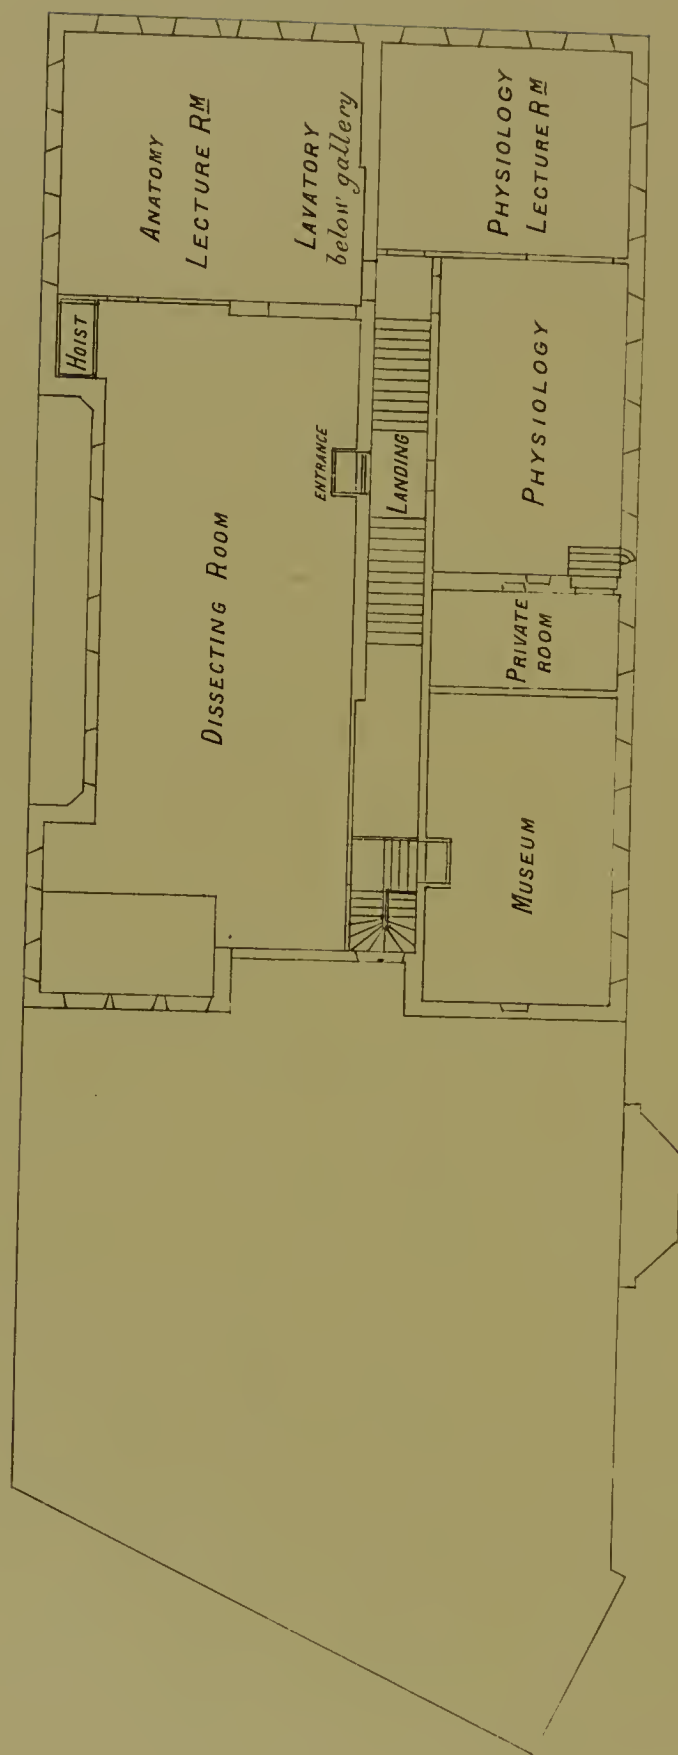 ANATOMY
LECTURE RM
LAVATORY
below gallery
PHYSIOLOGY
LECTURE RM
HOIST
PHYSIOLOGY
ENTRANCE
LANDING
DISSECTING ROOM
PRIVATE
ROOM
MUSEUM